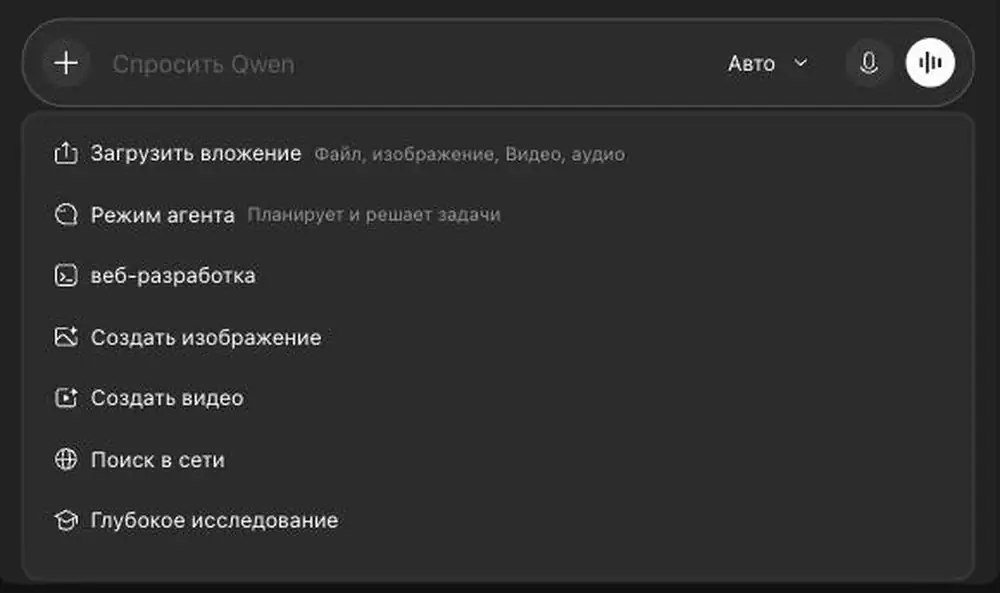 Спросить Qwen Авто
Загрузить вложение Файл, изображение, Видео, аудио
Режим агента Планирует и решает задачи
веб-разработка
Создать изображение
Создать видео
Поиск в сети
Глубокое исследование